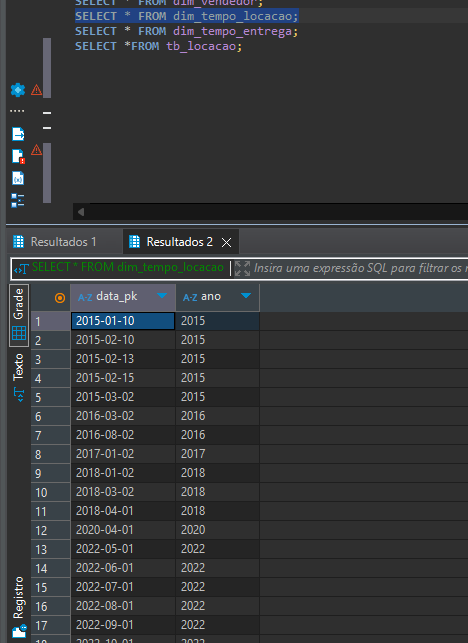 SELECT * FROM dim_vendedor;
SELECT * FROM dim_tempo_locacao;
SELECT * FROM dim_tempo_entrega;
SELECT *FROM tb_locacao;
Resultados 1
Resultados 2
SELECT * FROM dim_tempo_locacao
Insira uma expressão SQL para filtrar os
Grade
Texto
Registro
A-Z data_pk A-Z ano
1 2015-01-10 2015
2 2015-02-10 2015
3 2015-02-13 2015
4 2015-02-15 2015
5 2015-03-02 2015
6 2016-03-02 2016
7 2016-08-02 2016
8 2017-01-02 2017
9 2018-01-02 2018
10 2018-03-02 2018
11 2018-04-01 2018
12 2020-04-01 2020
13 2022-05-01 2022
14 2022-06-01 2022
15 2022-07-01 2022
16 2022-08-01 2022
17 2022-09-01 2022
2022-10-01 2022